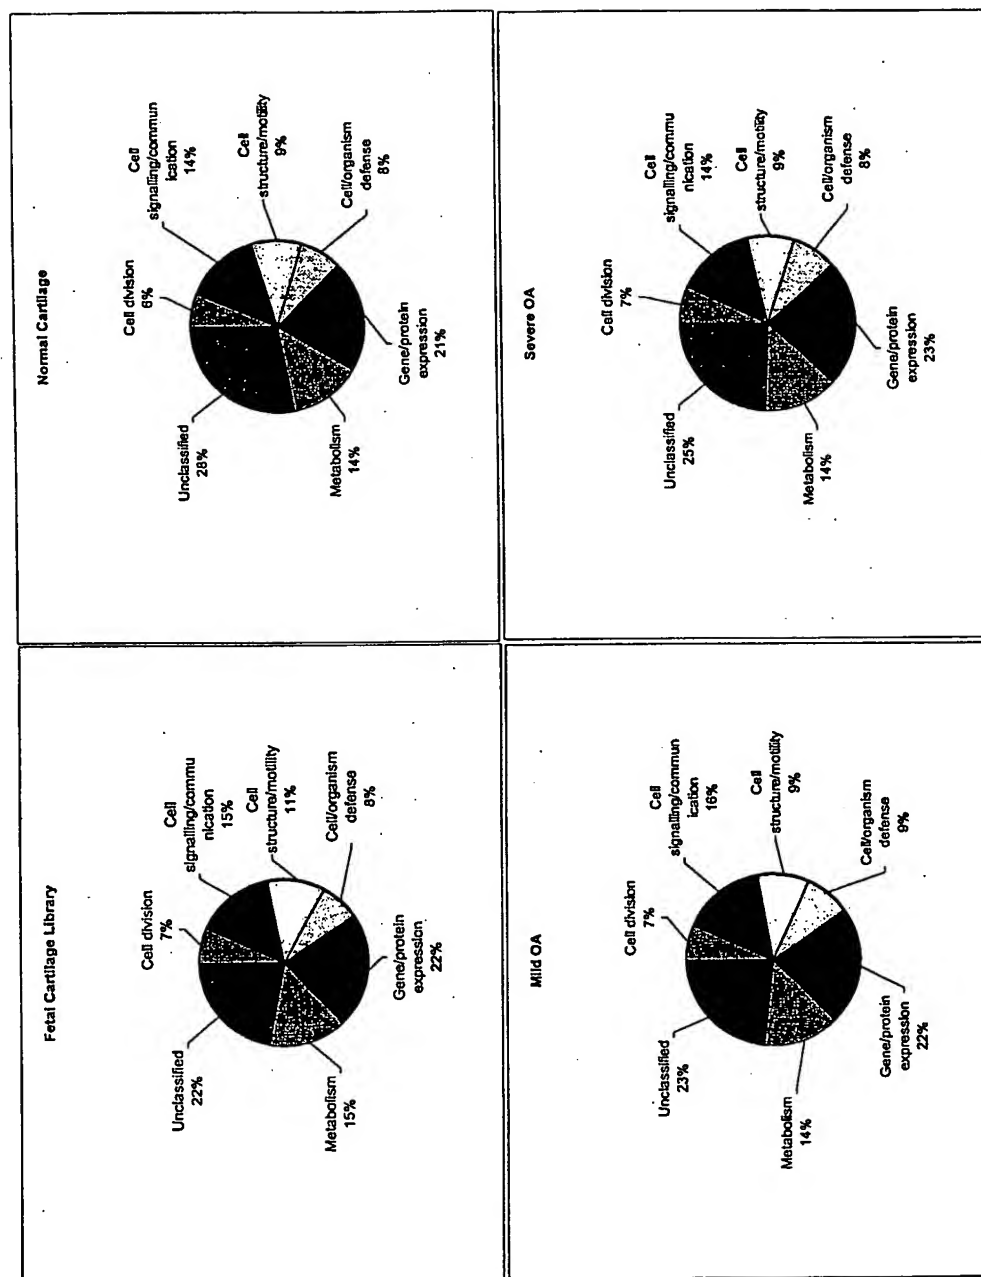 Fetal Cartilage Library
Cell division
7%
Cell
signalling/commu
nication
15%
Cell
structure/motility
11%
Cell/organism
defense
8%
Gene/protein
expression
22%
Metabolism
15%
Unclassified
22%
Normal Cartilage
Cell division
6%
Cell
signalling/commun
ication
14%
Cell
structure/motility
9%
Cell/organism
defense
8%
Gene/protein
expression
21%
Metabolism
14%
Unclassified
28%
Mild OA
Cell division
7%
Cell
signalling/commun
ication
16%
Cell
structure/motility
9%
Cell/organism
defense
9%
Gene/protein
expression
22%
Metabolism
14%
Unclassified
23%
Severe OA
Cell division
7%
Cell
signalling/commu
nication
14%
Cell
structure/motility
9%
Cell/organism
defense
8%
Gene/protein
expression
23%
Metabolism
14%
Unclassified
25%